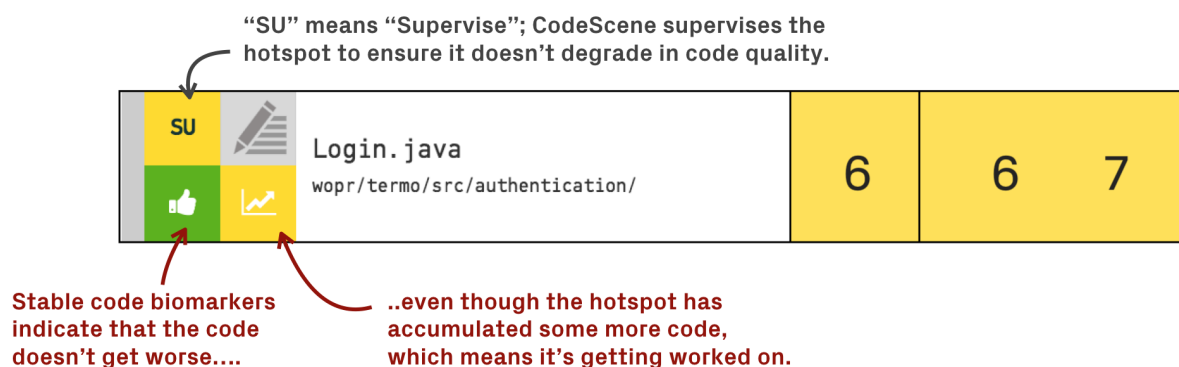 “SU” means “Supervise”; CodeScene supervises the
hotspot to ensure it doesn’t degrade in code quality.
SU
Login.java
wopr/termo/src/authentication/
6
6 7
Stable code biomarkers
indicate that the code
doesn’t get worse....
..even though the hotspot has
accumulated some more code,
which means it’s getting worked on.